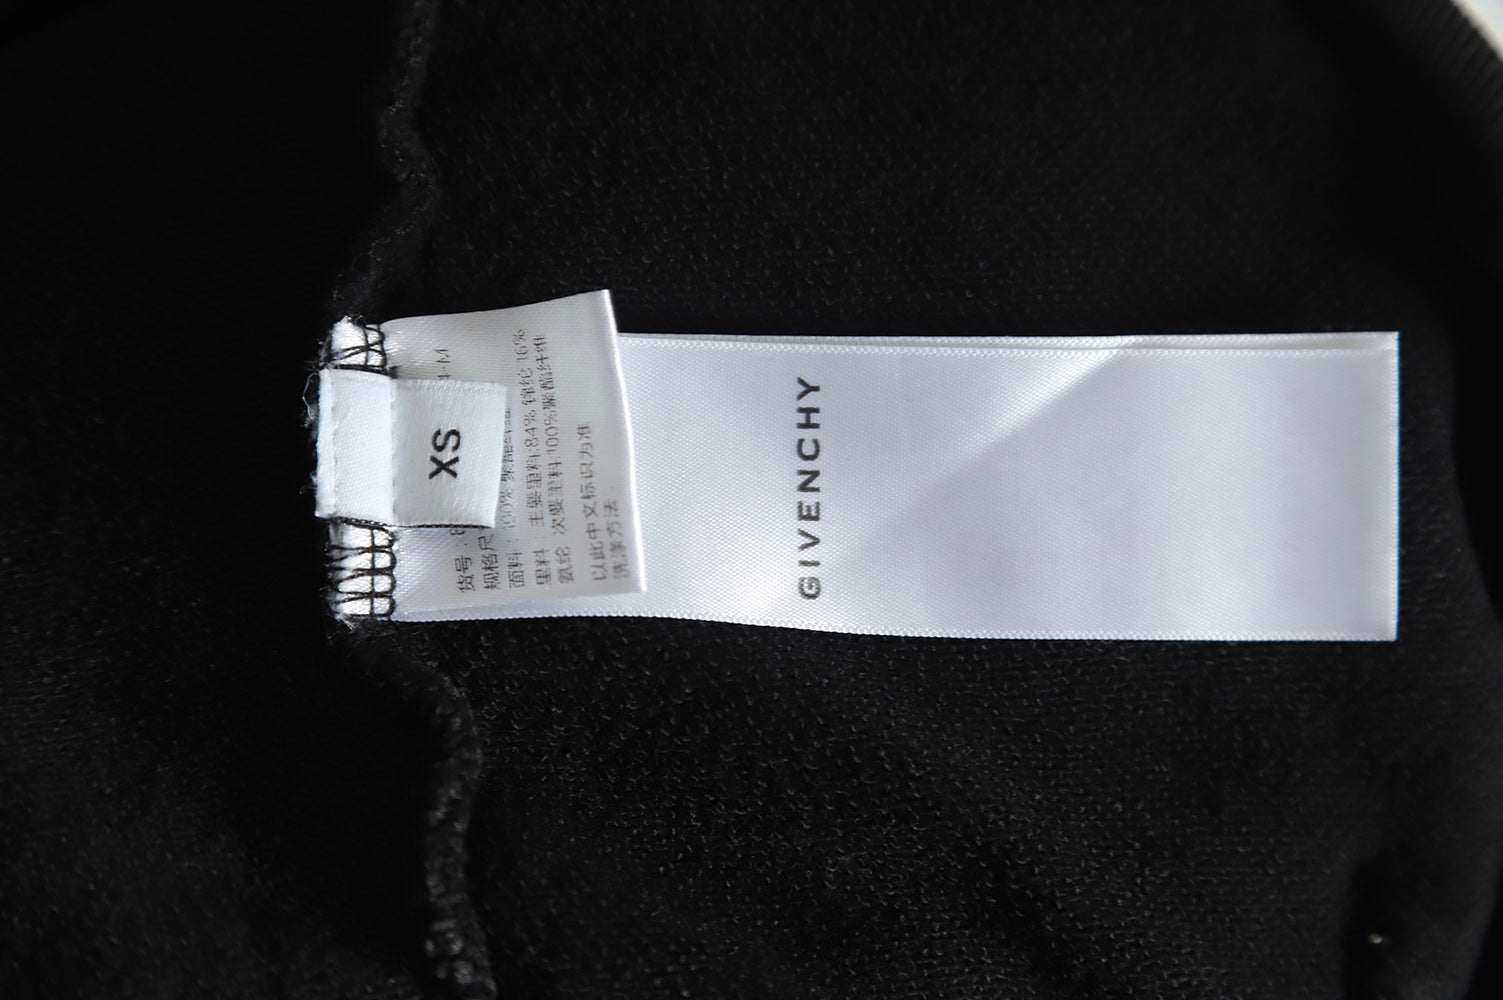 XS
4-M
货号：
规格尺
面料：100%聚酯
里料：主要里料:84%锦纶 16%
氨纶 次要里料:100%聚酯纤维
以此中文标识为准
洗涤方法：
GIVENCHY